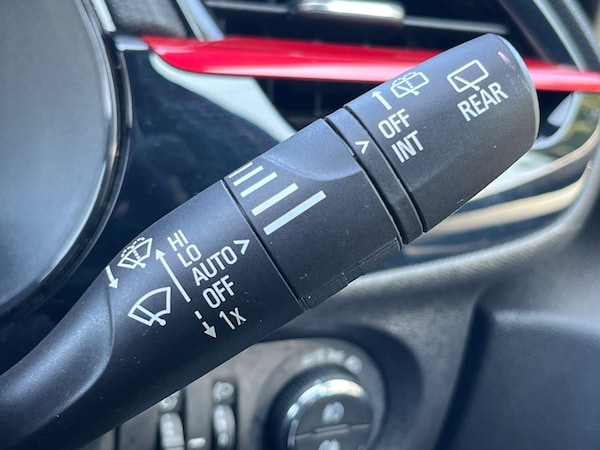 REAR
OFF
INT
HI
LO
AUTO
OFF
1x